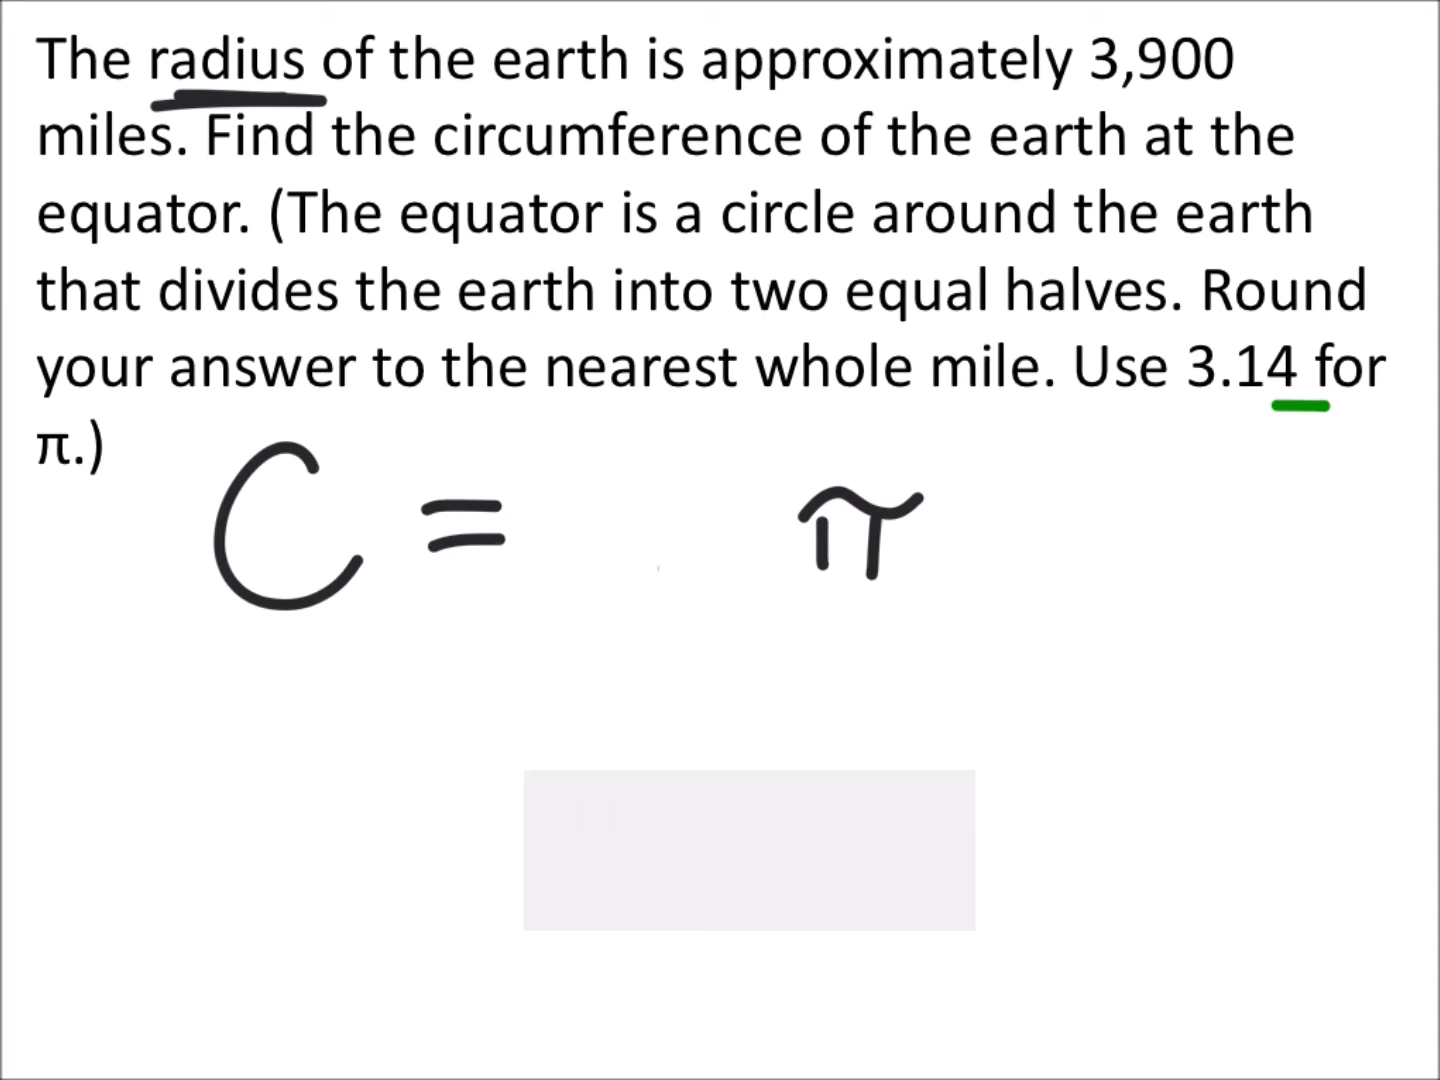 The radius of the earth is approximately 3,900
miles. Find the circumference of the earth at the
equator. (The equator is a circle around the earth
that divides the earth into two equal halves. Round
your answer to the nearest whole mile. Use 3.14 for
π.)
C = π